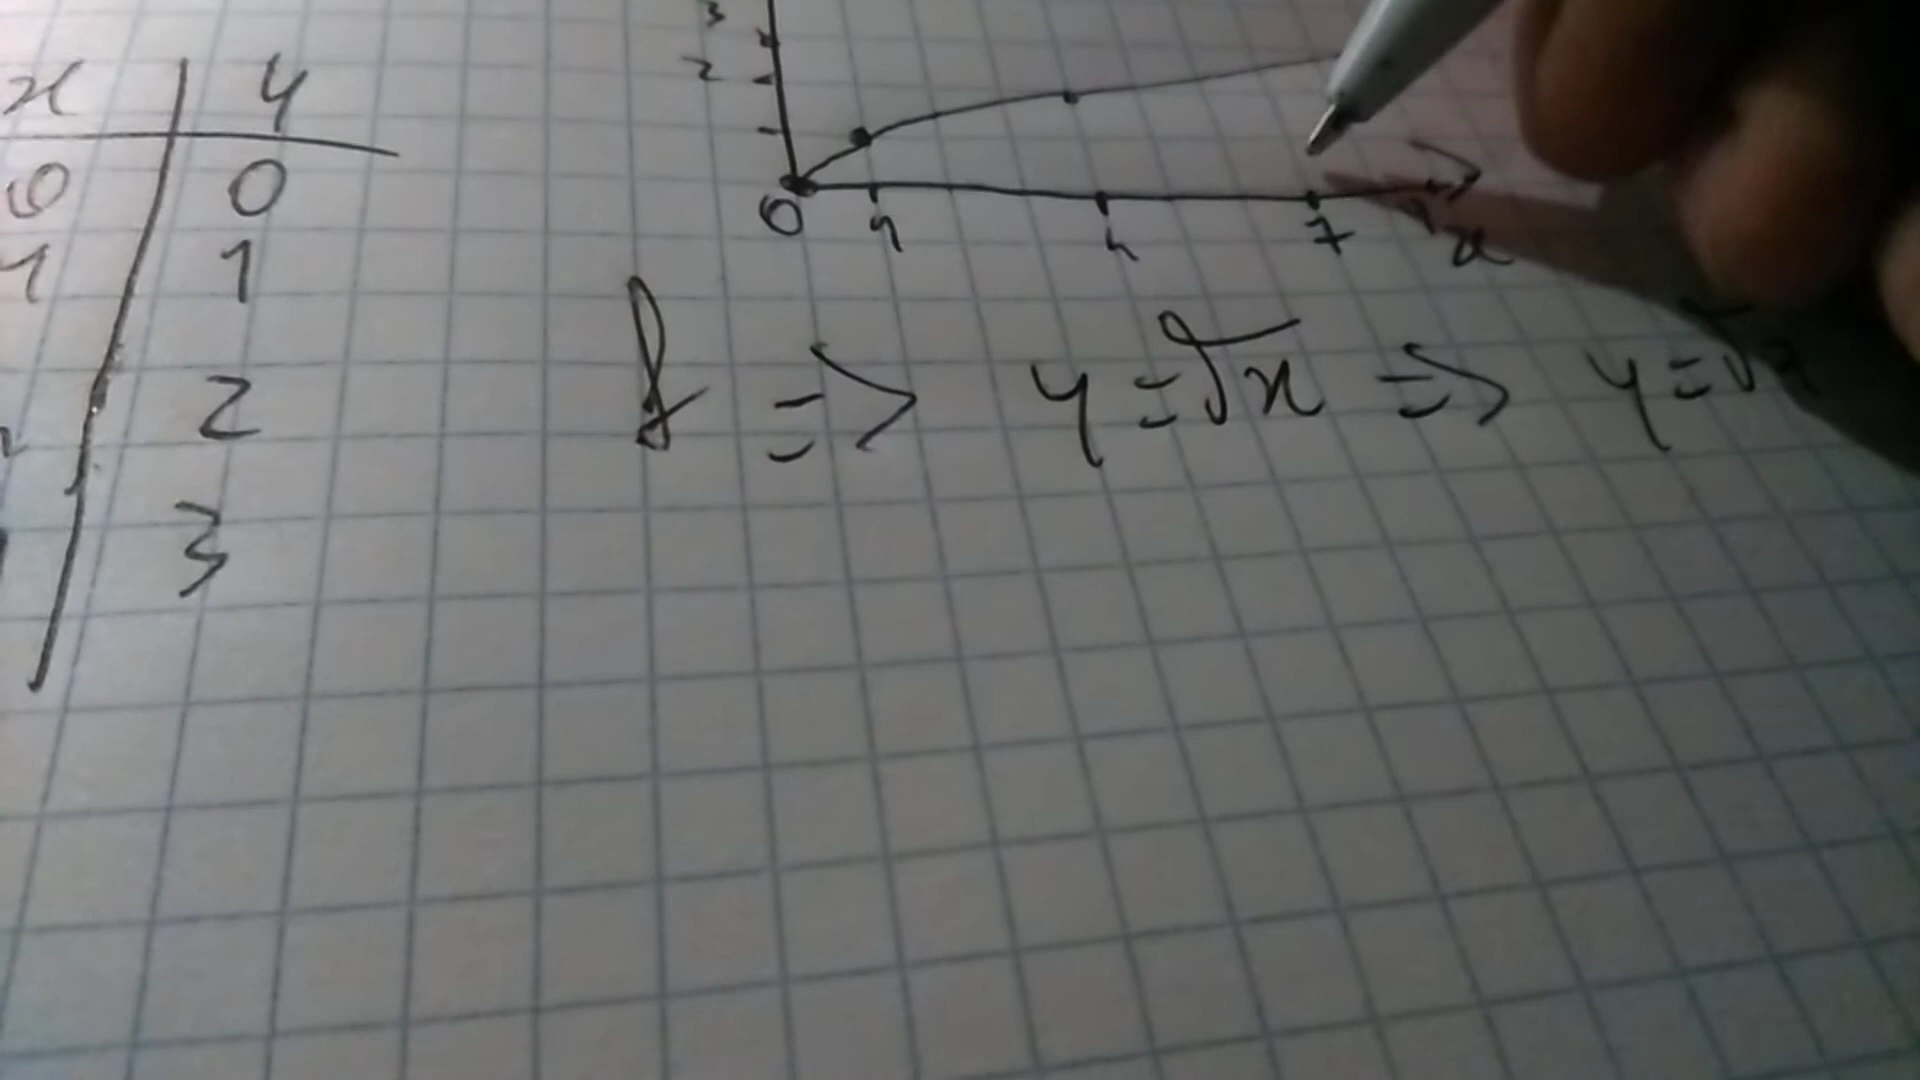 3
2
x y
0 0
1 1
2
3
0 1 4 7 x
f => y = √x => y = √x